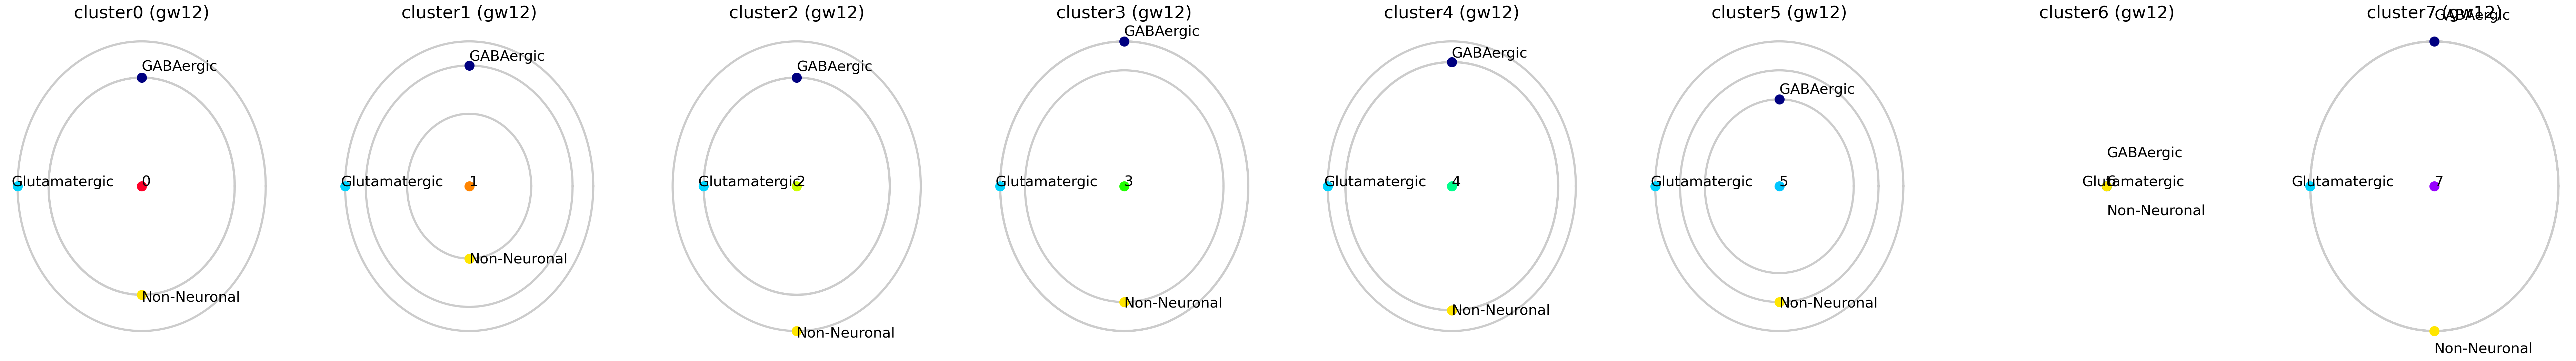 cluster0 (gw12)
GABAergic
Glutamatergic
0
Non-Neuronal
cluster1 (gw12)
GABAergic
Glutamatergic
1
Non-Neuronal
cluster2 (gw12)
GABAergic
Glutamatergic
2
Non-Neuronal
cluster3 (gw12)
GABAergic
Glutamatergic
3
Non-Neuronal
cluster4 (gw12)
GABAergic
Glutamatergic
4
Non-Neuronal
cluster5 (gw12)
GABAergic
Glutamatergic
5
Non-Neuronal
cluster6 (gw12)
GABAergic
Glutamatergic
6
Non-Neuronal
cluster7 (gw12)
GABAergic
Glutamatergic
7
Non-Neuronal